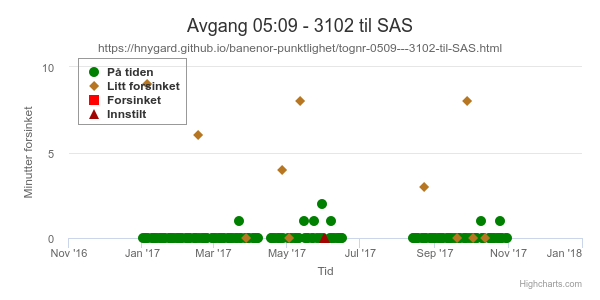 Avgang 05:09 - 3102 til SAS
https://hnygard.github.io/banenor-punktlighet/tognr-0509---3102-til-SAS.html
På tiden
Litt forsinket
Forsinket
Innstilt
Minutter forsinket
10
5
0
Nov '16
Jan '17
Mar '17
May '17
Jul '17
Sep '17
Nov '17
Jan '18
Tid
Highcharts.com